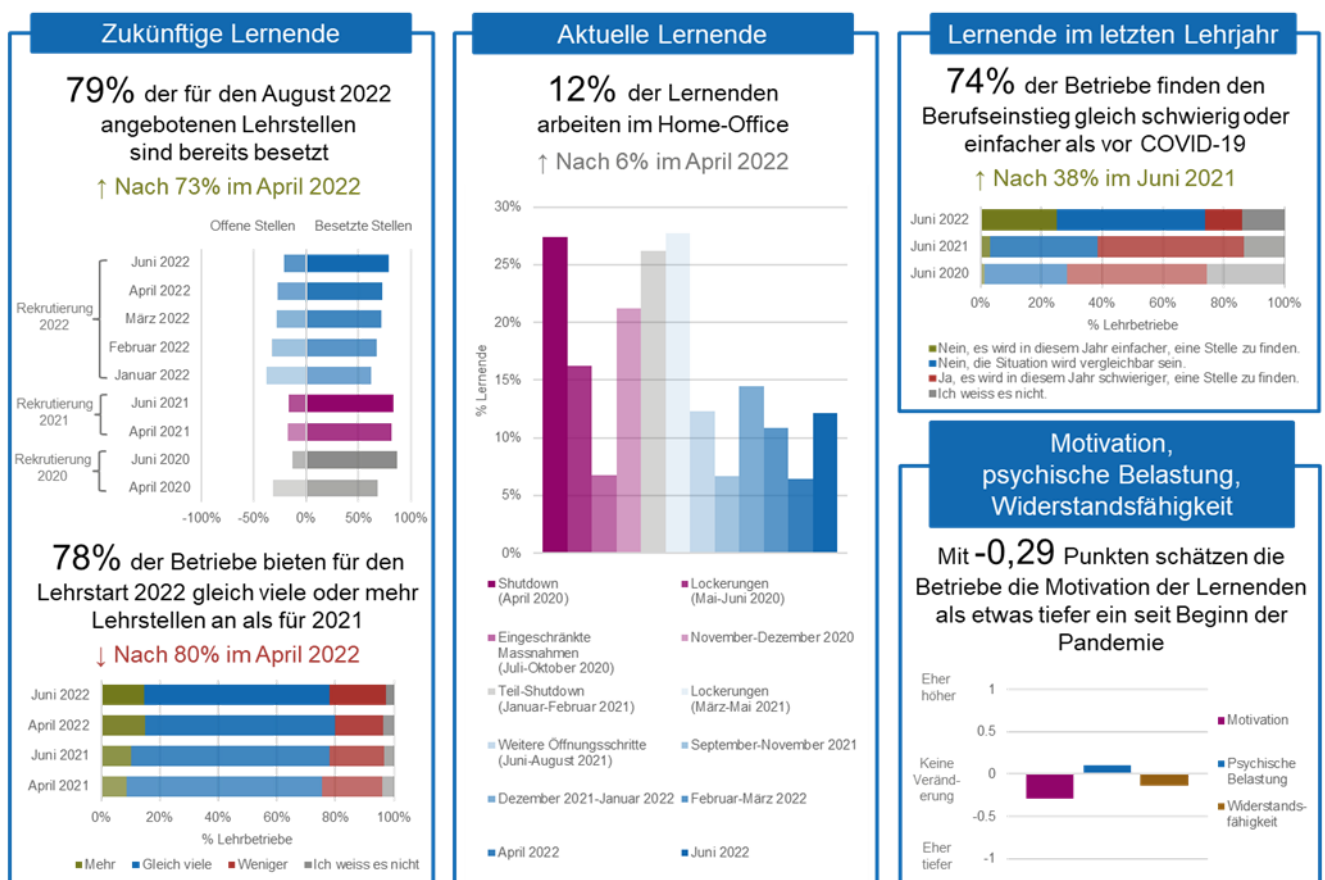 Zukünftige Lernende
79% der für den August 2022
angebotenen Lehrstellen
sind bereits besetzt
↑ Nach 73% im April 2022
Offene Stellen Besetzte Stellen
Rekrutierung
2022
Juni 2022
April 2022
März 2022
Februar 2022
Januar 2022
Rekrutierung
2021
Juni 2021
April 2021
Rekrutierung
2020
Juni 2020
April 2020
-100% -50% 0% 50% 100%
78% der Betriebe bieten für den
Lehrstart 2022 gleich viele oder mehr
Lehrstellen an als für 2021
↓ Nach 80% im April 2022
Juni 2022
April 2022
Juni 2021
April 2021
0% 20% 40% 60% 80% 100%
% Lehrbetriebe
Mehr Gleich viele Weniger Ich weiss es nicht
Aktuelle Lernende
12% der Lernenden
arbeiten im Home-Office
↑ Nach 6% im April 2022
30%
25%
20%
15%
10%
5%
0%
% Lernende
Shutdown
(April 2020)
Lockerungen
(Mai-Juni 2020)
Eingeschränkte
Massnahmen
(Juli-Oktober 2020)
November-Dezember 2020
Teil-Shutdown
(Januar-Februar 2021)
Lockerungen
(März-Mai 2021)
Weitere Öffnungsschritte
(Juni-August 2021)
September-November 2021
Dezember 2021-Januar 2022
Februar-März 2022
April 2022
Juni 2022
Lernende im letzten Lehrjahr
74% der Betriebe finden den
Berufseinstieg gleich schwierig oder
einfacher als vor COVID-19
↑ Nach 38% im Juni 2021
Juni 2022
Juni 2021
Juni 2020
0% 20% 40% 60% 80% 100%
% Lehrbetriebe
Nein, es wird in diesem Jahr einfacher, eine Stelle zu finden.
Nein, die Situation wird vergleichbar sein.
Ja, es wird in diesem Jahr schwieriger, eine Stelle zu finden.
Ich weiss es nicht.
Motivation,
psychische Belastung,
Widerstandsfähigkeit
Mit -0,29 Punkten schätzen die
Betriebe die Motivation der Lernenden
als etwas tiefer ein seit Beginn der
Pandemie
Eher
höher
Keine
Veränd-
erung
Eher
tiefer
1
0.5
0
-0.5
-1
Motivation
Psychische
Belastung
Widerstands-
fähigkeit